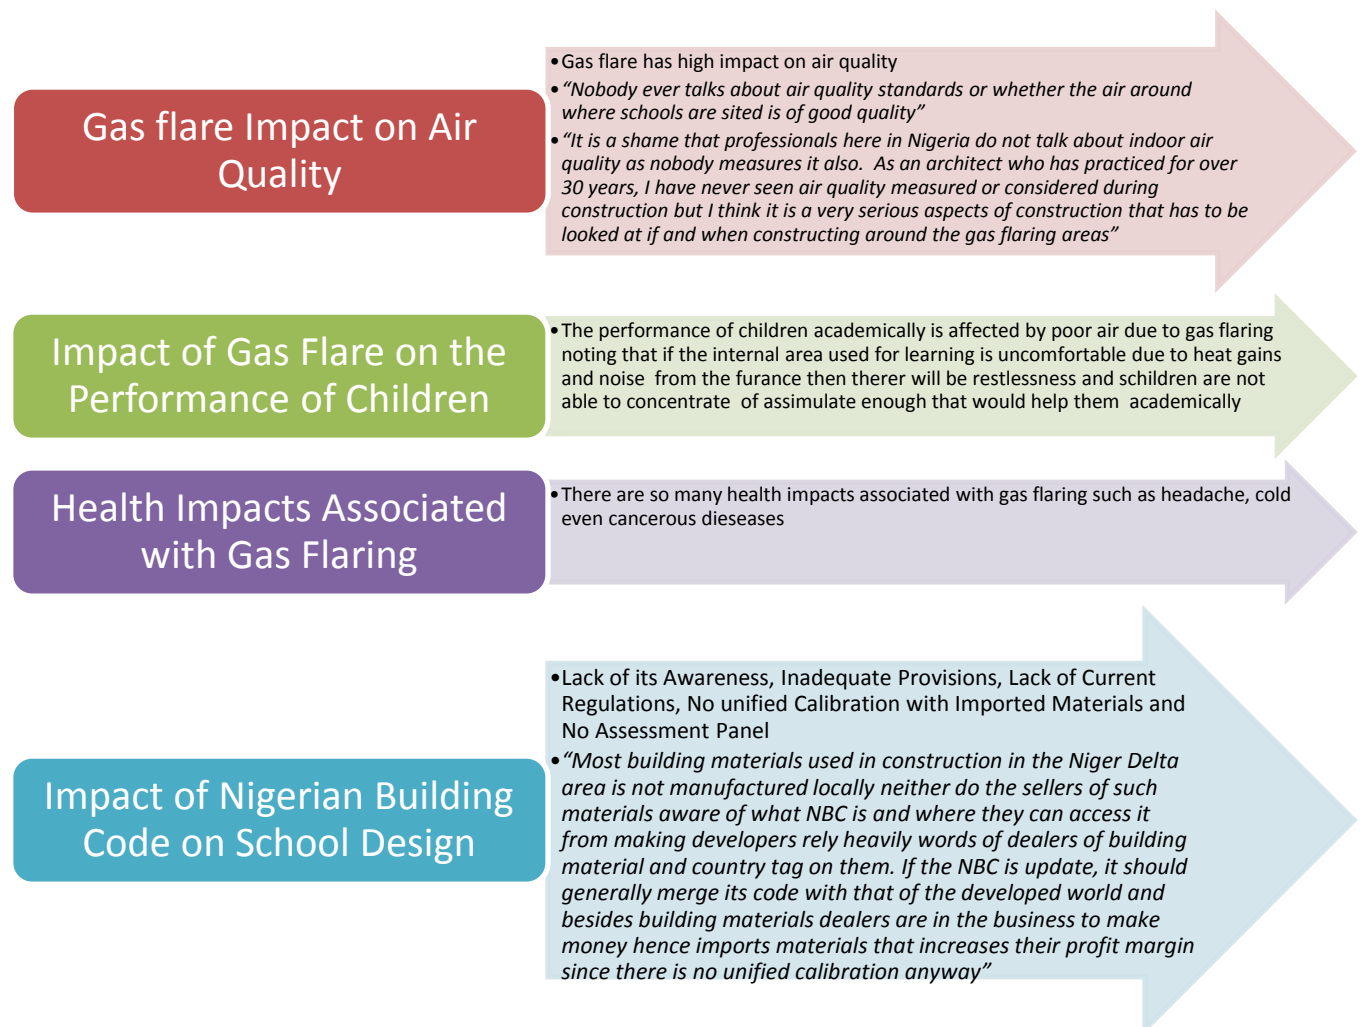 Gas flare Impact on Air
Quality
•Gas flare has high impact on air quality
•“Nobody ever talks about air quality standards or whether the air around
where schools are sited is of good quality”
•“It is a shame that professionals here in Nigeria do not talk about indoor air
quality as nobody measures it also.  As an architect who has practiced for over
30 years, I have never seen air quality measured or considered during
construction but I think it is a very serious aspects of construction that has to be
looked at if and when constructing around the gas flaring areas”
Impact of Gas Flare on the
Performance of Children
•The performance of children academically is affected by poor air due to gas flaring
noting that if the internal area used for learning is uncomfortable due to heat gains
and noise  from the furance then therer will be restlessness and schildren are not
able to concentrate  of assimulate enough that would help them  academically
Health Impacts Associated
with Gas Flaring
•There are so many health impacts associated with gas flaring such as headache, cold
even cancerous dieseases
Impact of Nigerian Building
Code on School Design
•Lack of its Awareness, Inadequate Provisions, Lack of Current
Regulations, No unified Calibration with Imported Materials and
No Assessment Panel
•“Most building materials used in construction in the Niger Delta
area is not manufactured locally neither do the sellers of such
materials aware of what NBC is and where they can access it
from making developers rely heavily words of dealers of building
material and country tag on them. If the NBC is update, it should
generally merge its code with that of the developed world and
besides building materials dealers are in the business to make
money hence imports materials that increases their profit margin
since there is no unified calibration anyway”